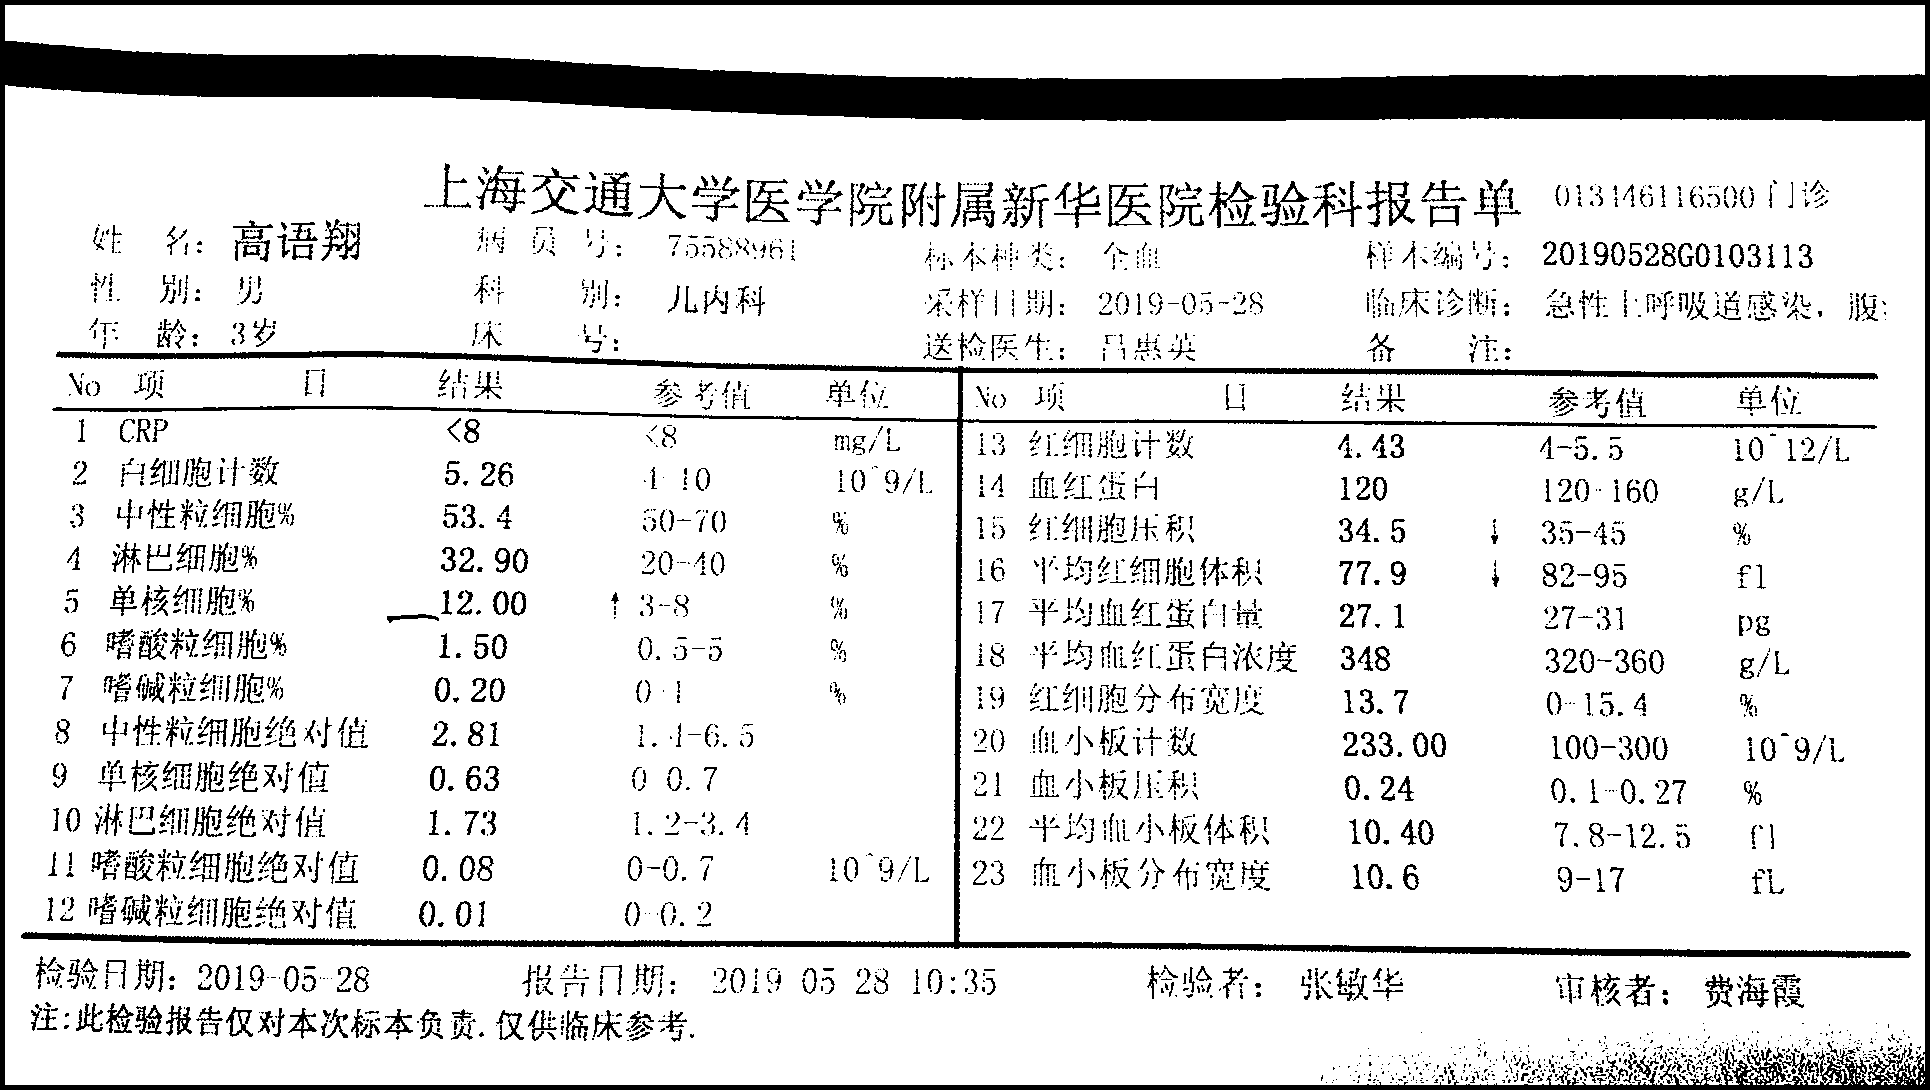 上海交通大学医学院附属新华医院检验科报告单 013146116500门诊
姓 名: 高语翔 病 员 号: 75588961 标本种类: 全血 样本编号: 20190528G0103113
性 别: 男 科 别: 儿内科 采样日期: 2019-05-28 临床诊断: 急性上呼吸道感染, 腹
年 龄: 3岁 床 号: 送检医生: 吕惠英 备 注:
No 项 目 结果 参考值 单位 No 项 目 结果 参考值 单位
1 CRP <8 <8 mg/L 13 红细胞计数 4.43 4-5.5 10^12/L
2 白细胞计数 5.26 4-10 10^9/L 14 血红蛋白 120 120-160 g/L
3 中性粒细胞% 53.4 50-70 % 15 红细胞压积 34.5 ↓ 35-45 %
4 淋巴细胞% 32.90 20-40 % 16 平均红细胞体积 77.9 ↓ 82-95 fl
5 单核细胞% 12.00 ↑ 3-8 % 17 平均血红蛋白量 27.1 27-31 pg
6 嗜酸粒细胞% 1.50 0.5-5 % 18 平均血红蛋白浓度 348 320-360 g/L
7 嗜碱粒细胞% 0.20 0-1 % 19 红细胞分布宽度 13.7 0-15.4 %
8 中性粒细胞绝对值 2.81 1.4-6.5 20 血小板计数 233.00 100-300 10^9/L
9 单核细胞绝对值 0.63 0-0.7 21 血小板压积 0.24 0.1-0.27 %
10 淋巴细胞绝对值 1.73 1.2-3.4 22 平均血小板体积 10.40 7.8-12.5 fl
11 嗜酸粒细胞绝对值 0.08 0-0.7 10^9/L 23 血小板分布宽度 10.6 9-17 fL
12 嗜碱粒细胞绝对值 0.01 0-0.2
检验日期: 2019-05-28 报告日期: 2019 05 28 10:35 检验者: 张敏华 审核者: 费海霞
注:此检验报告仅对本次标本负责.仅供临床参考.